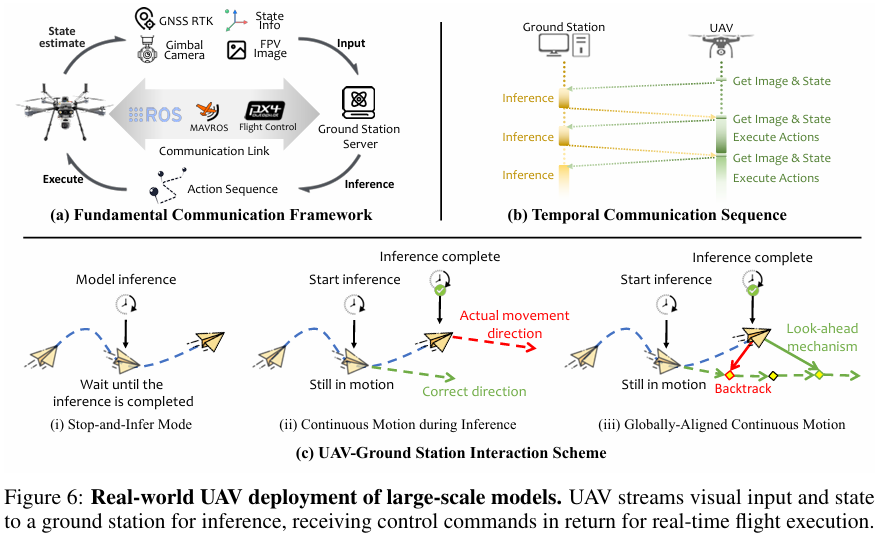 State
estimate
GNSS RTK
State
Info
Gimbal
Camera
FPV
Image
Input
ROS
MAVROS
PX4
autopilot
Flight Control
Communication Link
Ground Station
Server
Execute
Action Sequence
Inference
(a) Fundamental Communication Framework
Ground Station
UAV
Get Image & State
Inference
Get Image & State
Inference
Execute Actions
Get Image & State
Inference
Execute Actions
(b) Temporal Communication Sequence
Model inference
Wait until the
inference is completed
(i) Stop-and-Infer Mode
Inference complete
Start inference
Actual movement
direction
Still in motion
Correct direction
(ii) Continuous Motion during Inference
Inference complete
Start inference
Look-ahead
mechanism
Still in motion
Backtrack
(iii) Globally-Aligned Continuous Motion
(c) UAV-Ground Station Interaction Scheme
Figure 6: Real-world UAV deployment of large-scale models. UAV streams visual input and state
to a ground station for inference, receiving control commands in return for real-time flight execution.